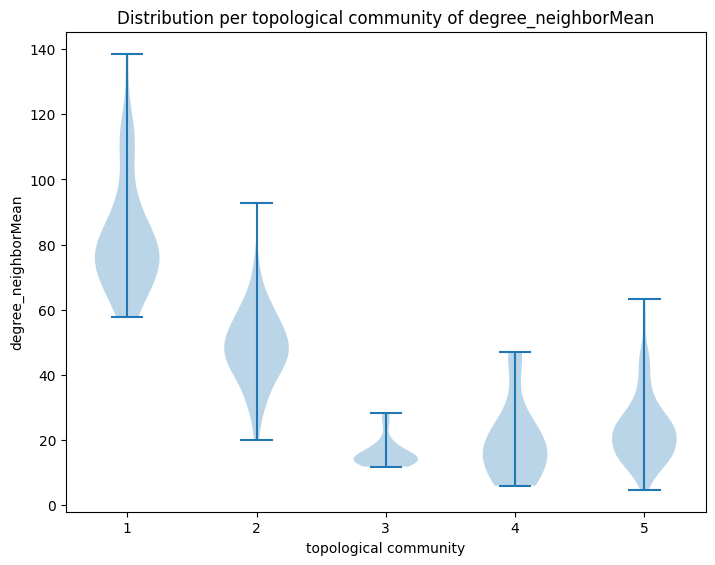 Distribution per topological community of degree_neighborMean
degree_neighborMean
140
120
100
80
60
40
20
0
1 2 3 4 5
topological community